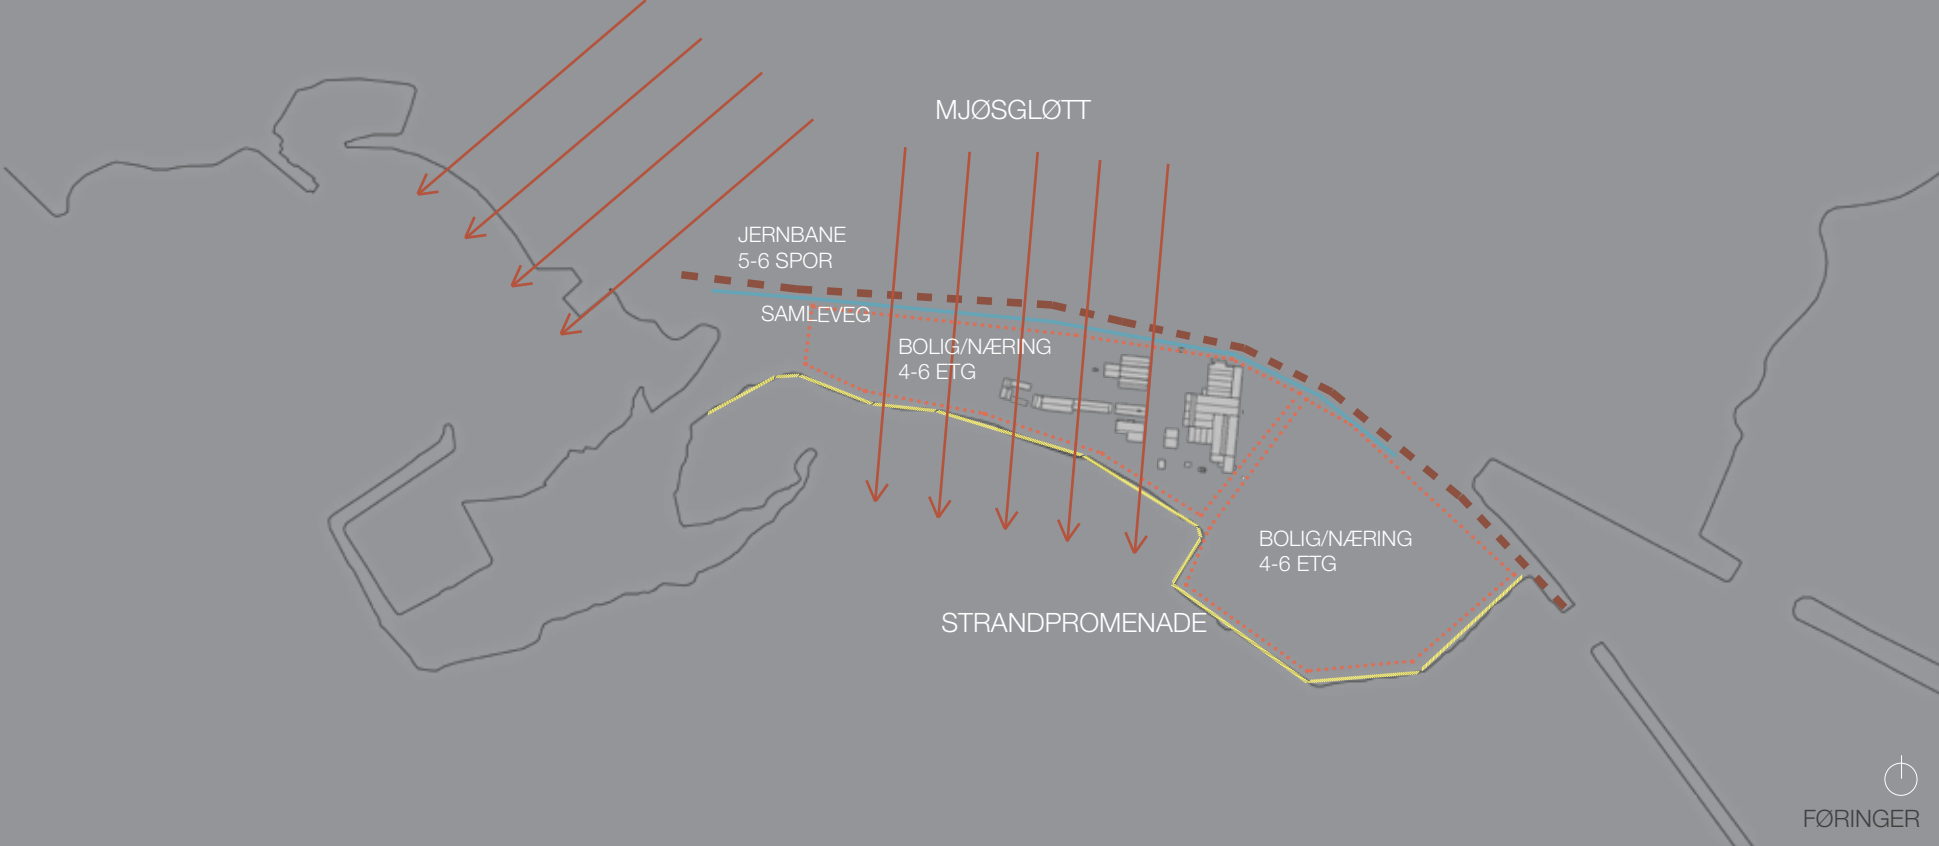 MJØSGLØTT
JERNBANE
5-6 SPOR
SAMLEVEG
BOLIG/NÆRING
4-6 ETG
BOLIG/NÆRING
4-6 ETG
STRANDPROMENADE
FØRINGER